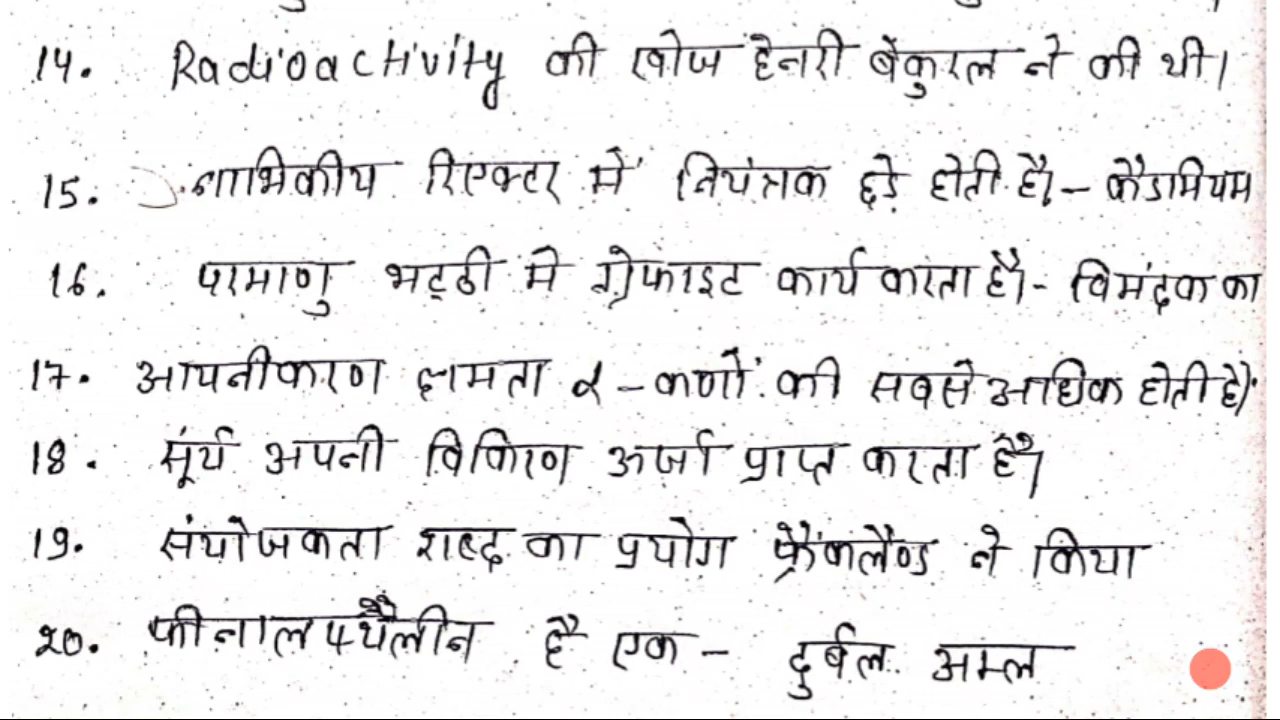 14. Radioactivity की खोज हेनरी बेकुरल ने की थी।
15. नाभिकीय रिएक्टर में नियंत्रक छड़े होती है।- कैडमियम
16. परमाणु भट्ठी में ग्रेफाइट कार्य करता है।- विमंदक का
17. आयनीकरण क्षमता α - कणों की सबसे अधिक होती है।
18. सूर्य अपनी विकिरण ऊर्जा प्राप्त करता है।
19. संयोजकता शब्द का प्रयोग फ्रैंकलैण्ड ने किया
20. फीनाल्फ्थैलीन है एक - दुर्बल अम्ल